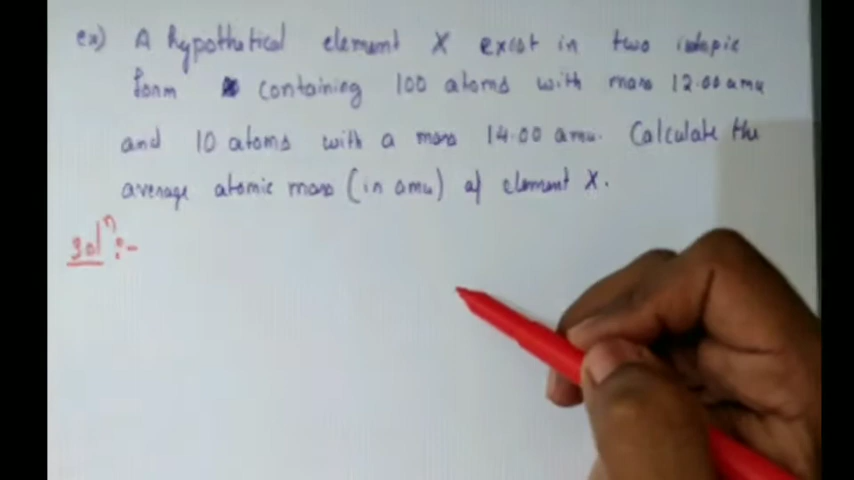 ex) A hypothetical element X exist in two isotopic
form containing 100 atoms with mass 12.00 amu
and 10 atoms with a mass 14.00 amu. Calculate the
average atomic mass (in amu) of element X.
solⁿ :-